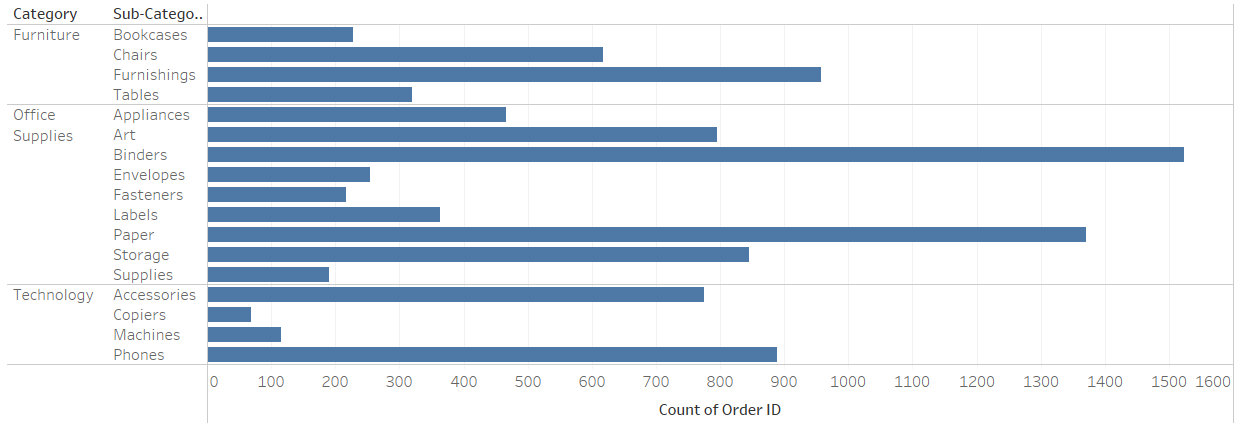 Category Sub-Catego..
Furniture Bookcases
Chairs
Furnishings
Tables
Office Appliances
Supplies Art
Binders
Envelopes
Fasteners
Labels
Paper
Storage
Supplies
Technology Accessories
Copiers
Machines
Phones
0 100 200 300 400 500 600 700 800 900 1000 1100 1200 1300 1400 1500 1600
Count of Order ID